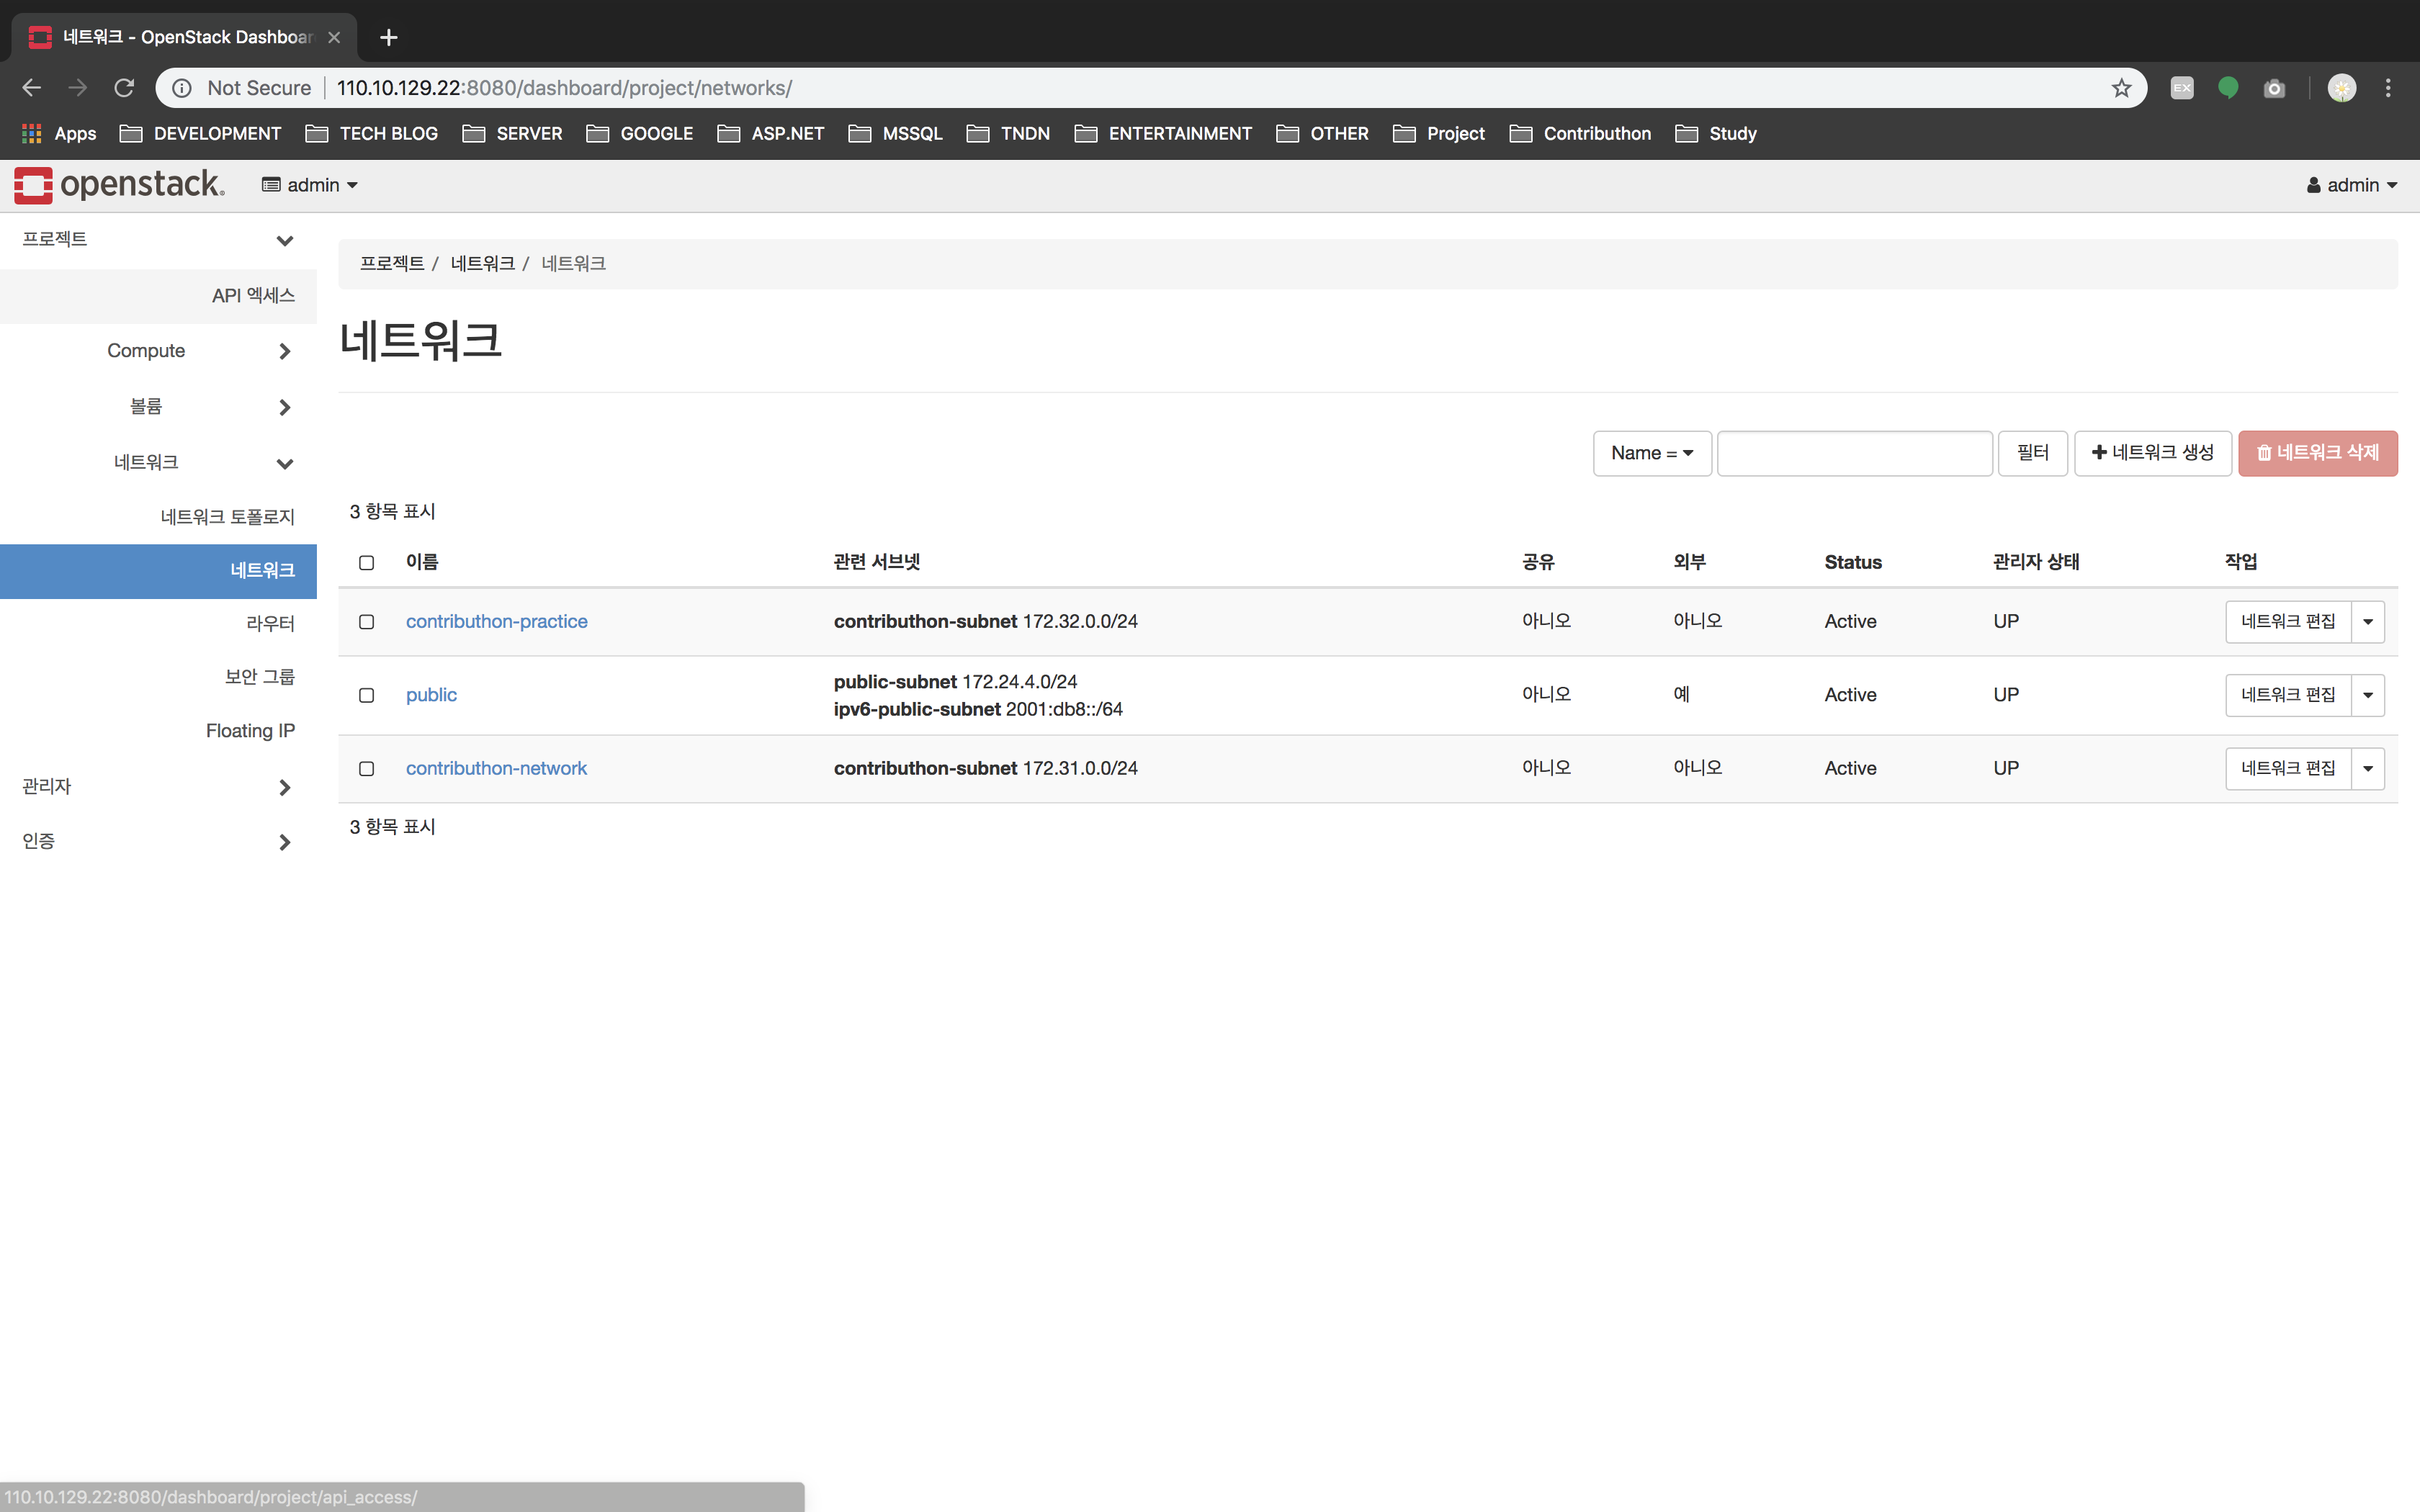 네트워크 - OpenStack Dashboar
Not Secure 110.10.129.22:8080/dashboard/project/networks/
EX
Apps DEVELOPMENT TECH BLOG SERVER GOOGLE ASP.NET MSSQL TNDN ENTERTAINMENT OTHER Project Contributhon Study
openstack. admin admin
프로젝트
API 엑세스
Compute
볼륨
네트워크
네트워크 토폴로지
네트워크
라우터
보안 그룹
Floating IP
관리자
인증
프로젝트 / 네트워크 / 네트워크
네트워크
Name = 필터 네트워크 생성 네트워크 삭제
3 항목 표시
이름 관련 서브넷 공유 외부 Status 관리자 상태 작업
contributhon-practice contributhon-subnet 172.32.0.0/24 아니오 아니오 Active UP 네트워크 편집
public public-subnet 172.24.4.0/24 아니오 예 Active UP 네트워크 편집
ipv6-public-subnet 2001:db8::/64
contributhon-network contributhon-subnet 172.31.0.0/24 아니오 아니오 Active UP 네트워크 편집
3 항목 표시
110.10.129.22:8080/dashboard/project/api_access/